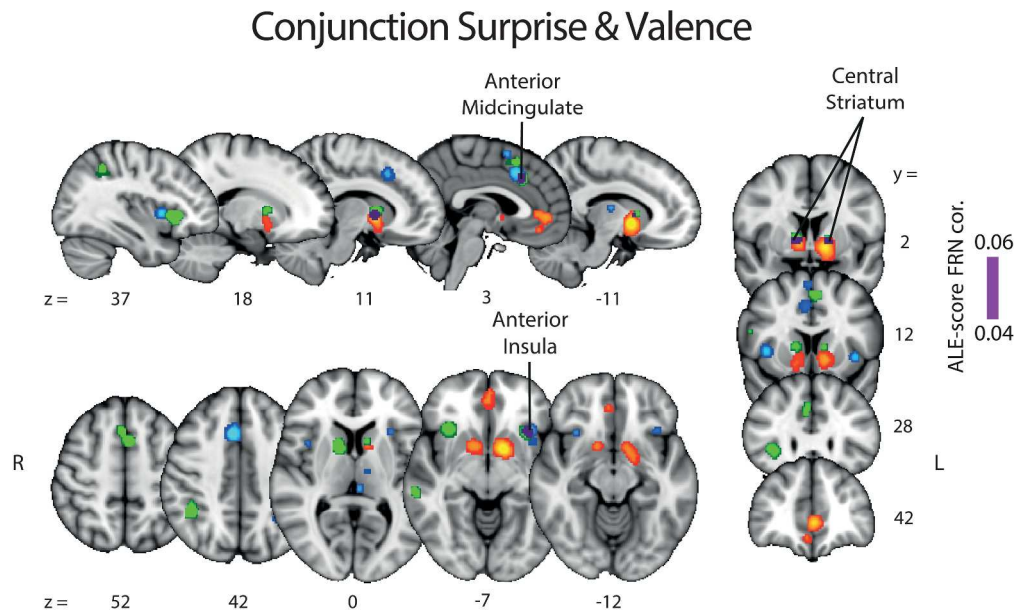 Conjunction Surprise & Valence
Anterior
Midcingulate
Central
Striatum
y =
z = 37 18 11 3 -11
2
12
28
42
ALE-score FRN cor.
0.06
0.04
Anterior
Insula
R
L
z = 52 42 0 -7 -12